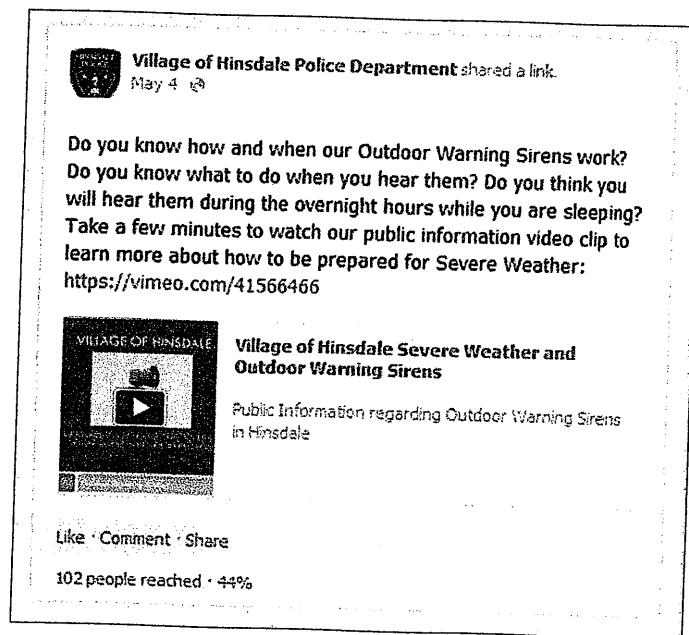 Village of Hinsdale Police Department shared a link.
May 4
Do you know how and when our Outdoor Warning Sirens work?
Do you know what to do when you hear them? Do you think you
will hear them during the overnight hours while you are sleeping?
Take a few minutes to watch our public information video clip to
learn more about how to be prepared for Severe Weather:
https://vimeo.com/41566466
VILLAGE OF HINSDALE
Village of Hinsdale Severe Weather and
Outdoor Warning Sirens
Public Information regarding Outdoor Warning Sirens
in Hinsdale
Like · Comment · Share
102 people reached · 44%